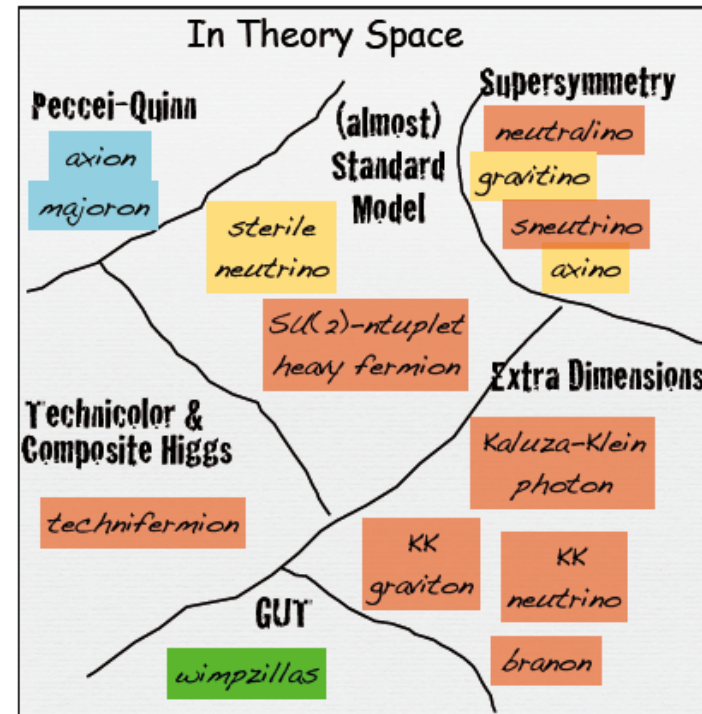 In Theory Space
Peccei-Quinn
axion
majoron
(almost)
Standard
Model
Supersymmetry
neutralino
gravitino
sneutrino
axino
sterile
neutrino
SU(2)-ntuplet
heavy fermion
Technicolor &
Composite Higgs
technifermion
Extra Dimensions
Kaluza-Klein
photon
KK
graviton
KK
neutrino
branon
GUT
wimpzillas